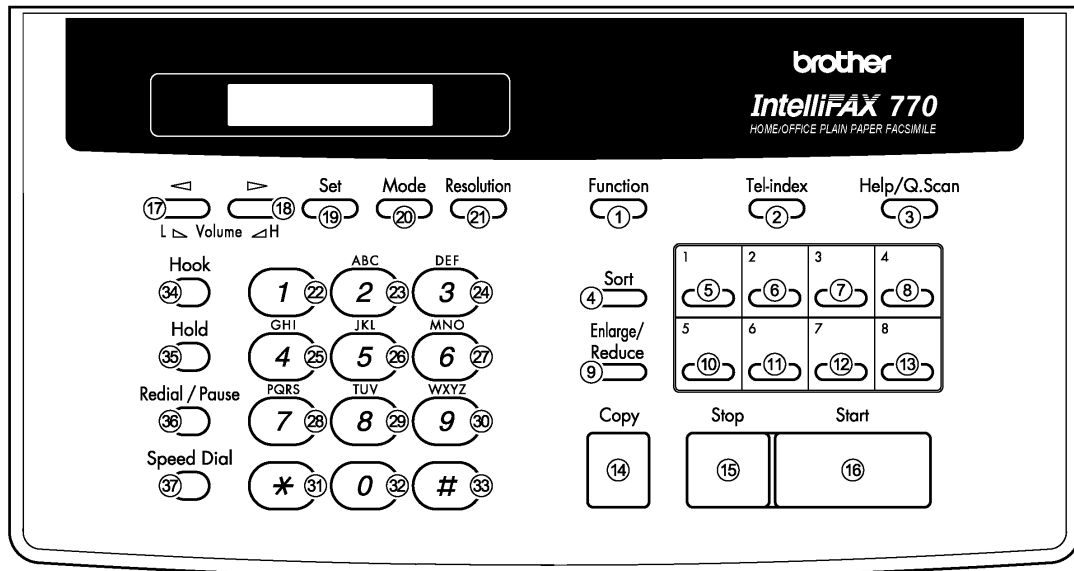 brother
IntelliFAX 770
HOME/OFFICE PLAIN PAPER FACSIMILE
◁ ▷ Set Mode Resolution Function Tel-index Help/Q.Scan
17 18 19 20 21 1 2 3
L Volume H
Hook
34
1 22
ABC
2 23
DEF
3 24
Sort
4
1 5
2 6
3 7
4 8
Hold
35
GHI
4 25
JKL
5 26
MNO
6 27
Enlarge/
Reduce
9
5 10
6 11
7 12
8 13
Redial / Pause
36
PQRS
7 28
TUV
8 29
WXYZ
9 30
Copy
14
Stop
15
Start
16
Speed Dial
37
* 31
0 32
# 33